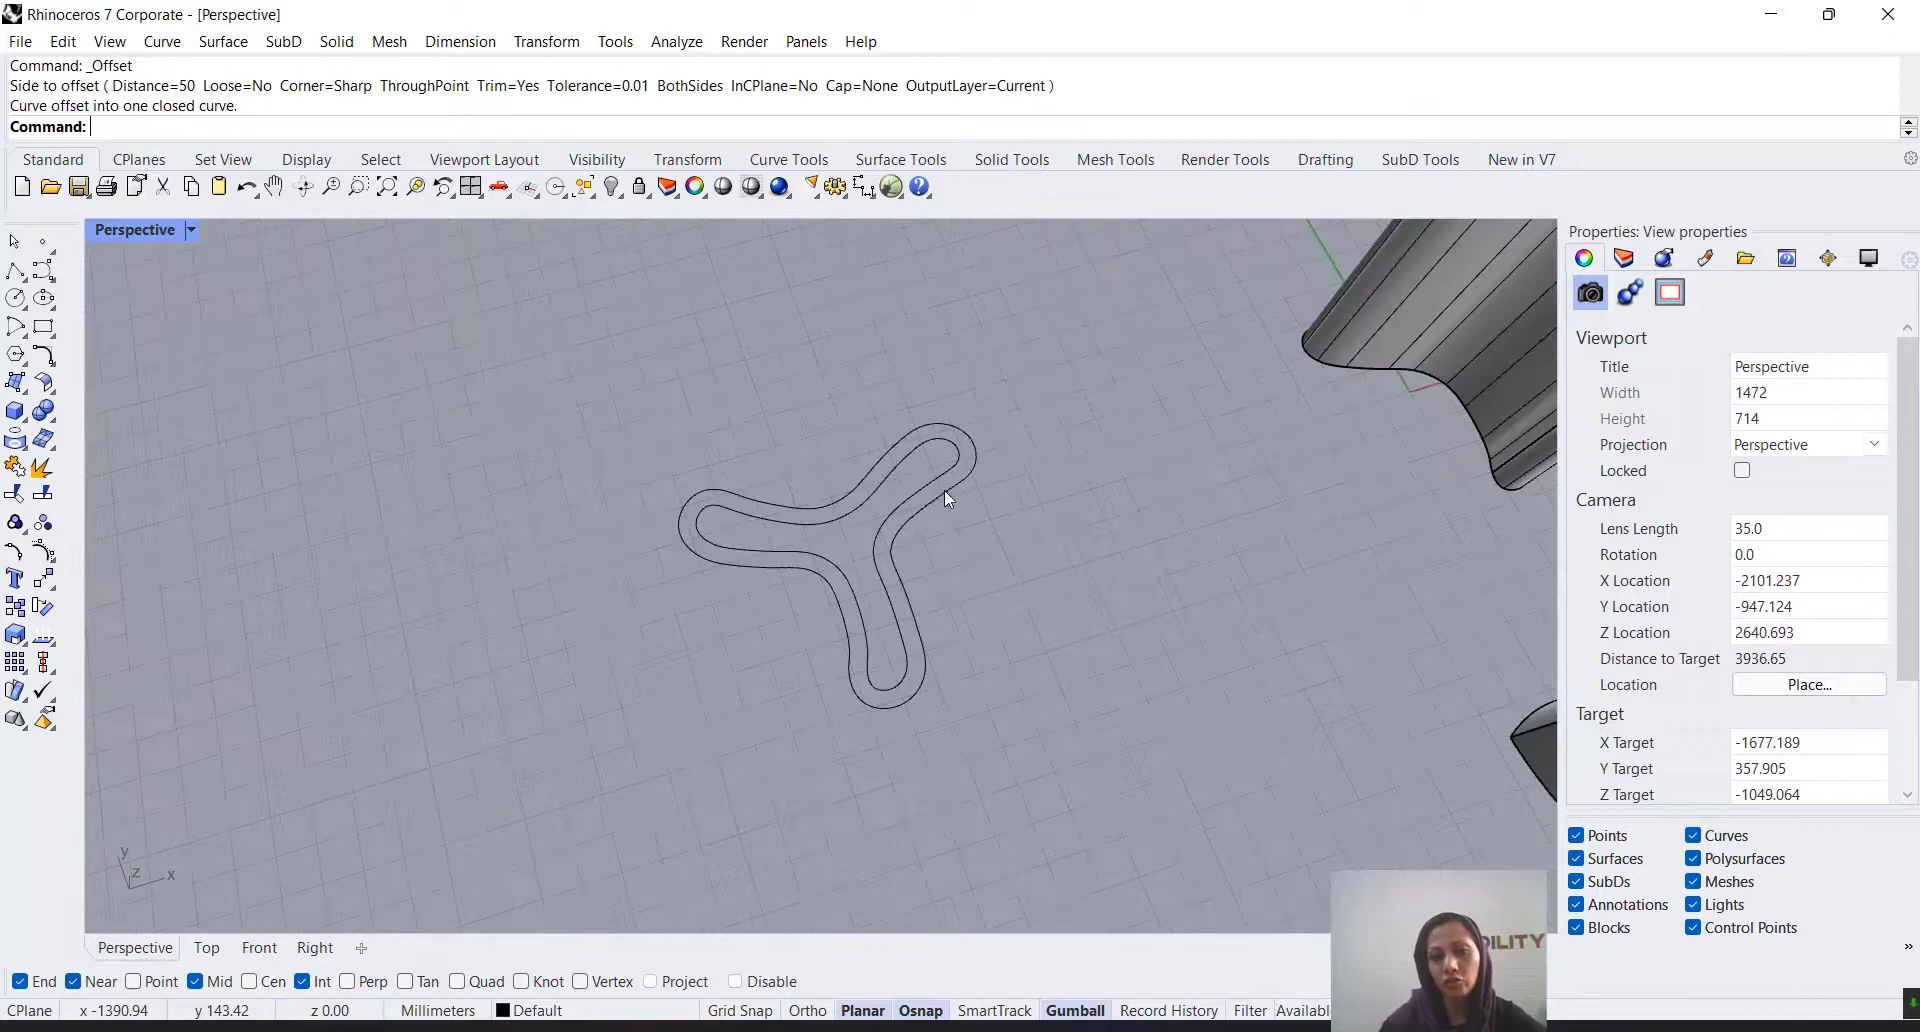 Rhinoceros 7 Corporate - [Perspective]
File Edit View Curve Surface SubD Solid Mesh Dimension Transform Tools Analyze Render Panels Help
Command: _Offset
Side to offset ( Distance=50 Loose=No Corner=Sharp ThroughPoint Trim=Yes Tolerance=0.01 BothSides InCPlane=No Cap=None OutputLayer=Current )
Curve offset into one closed curve.
Command:
Standard CPlanes Set View Display Select Viewport Layout Visibility Transform Curve Tools Surface Tools Solid Tools Mesh Tools Render Tools Drafting SubD Tools New in V7
Perspective
Properties: View properties
Viewport
Title Perspective
Width 1472
Height 714
Projection Perspective
Locked
Camera
Lens Length 35.0
Rotation 0.0
X Location -2101.237
Y Location -947.124
Z Location 2640.693
Distance to Target 3936.65
Location Place...
Target
X Target -1677.189
Y Target 357.905
Z Target -1049.064
Points Curves
Surfaces Polysurfaces
SubDs Meshes
Annotations Lights
Blocks Control Points
y
z x
BILITY
Perspective Top Front Right
End Near Point Mid Cen Int Perp Tan Quad Knot Vertex Project Disable
CPlane x -1390.94 y 143.42 z 0.00 Millimeters Default Grid Snap Ortho Planar Osnap SmartTrack Gumball Record History Filter Availabl